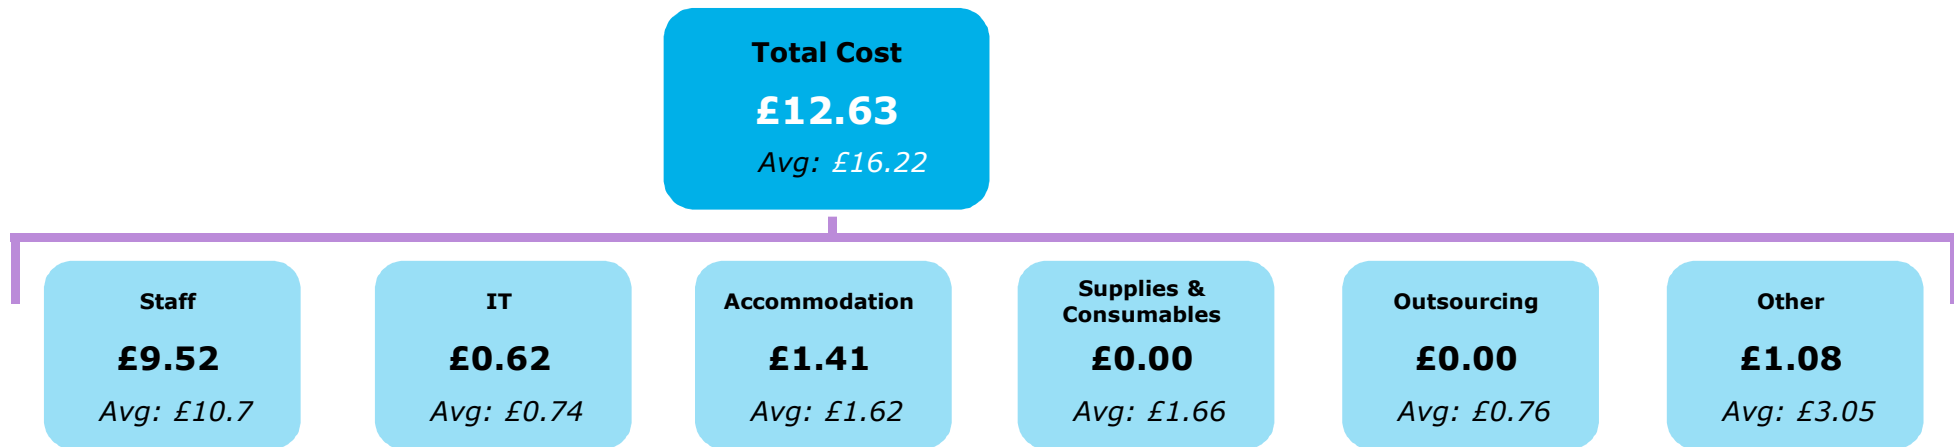 Total Cost
£12.63
Avg: £16.22
Staff
£9.52
Avg: £10.7
IT
£0.62
Avg: £0.74
Accommodation
£1.41
Avg: £1.62
Supplies &
Consumables
£0.00
Avg: £1.66
Outsourcing
£0.00
Avg: £0.76
Other
£1.08
Avg: £3.05